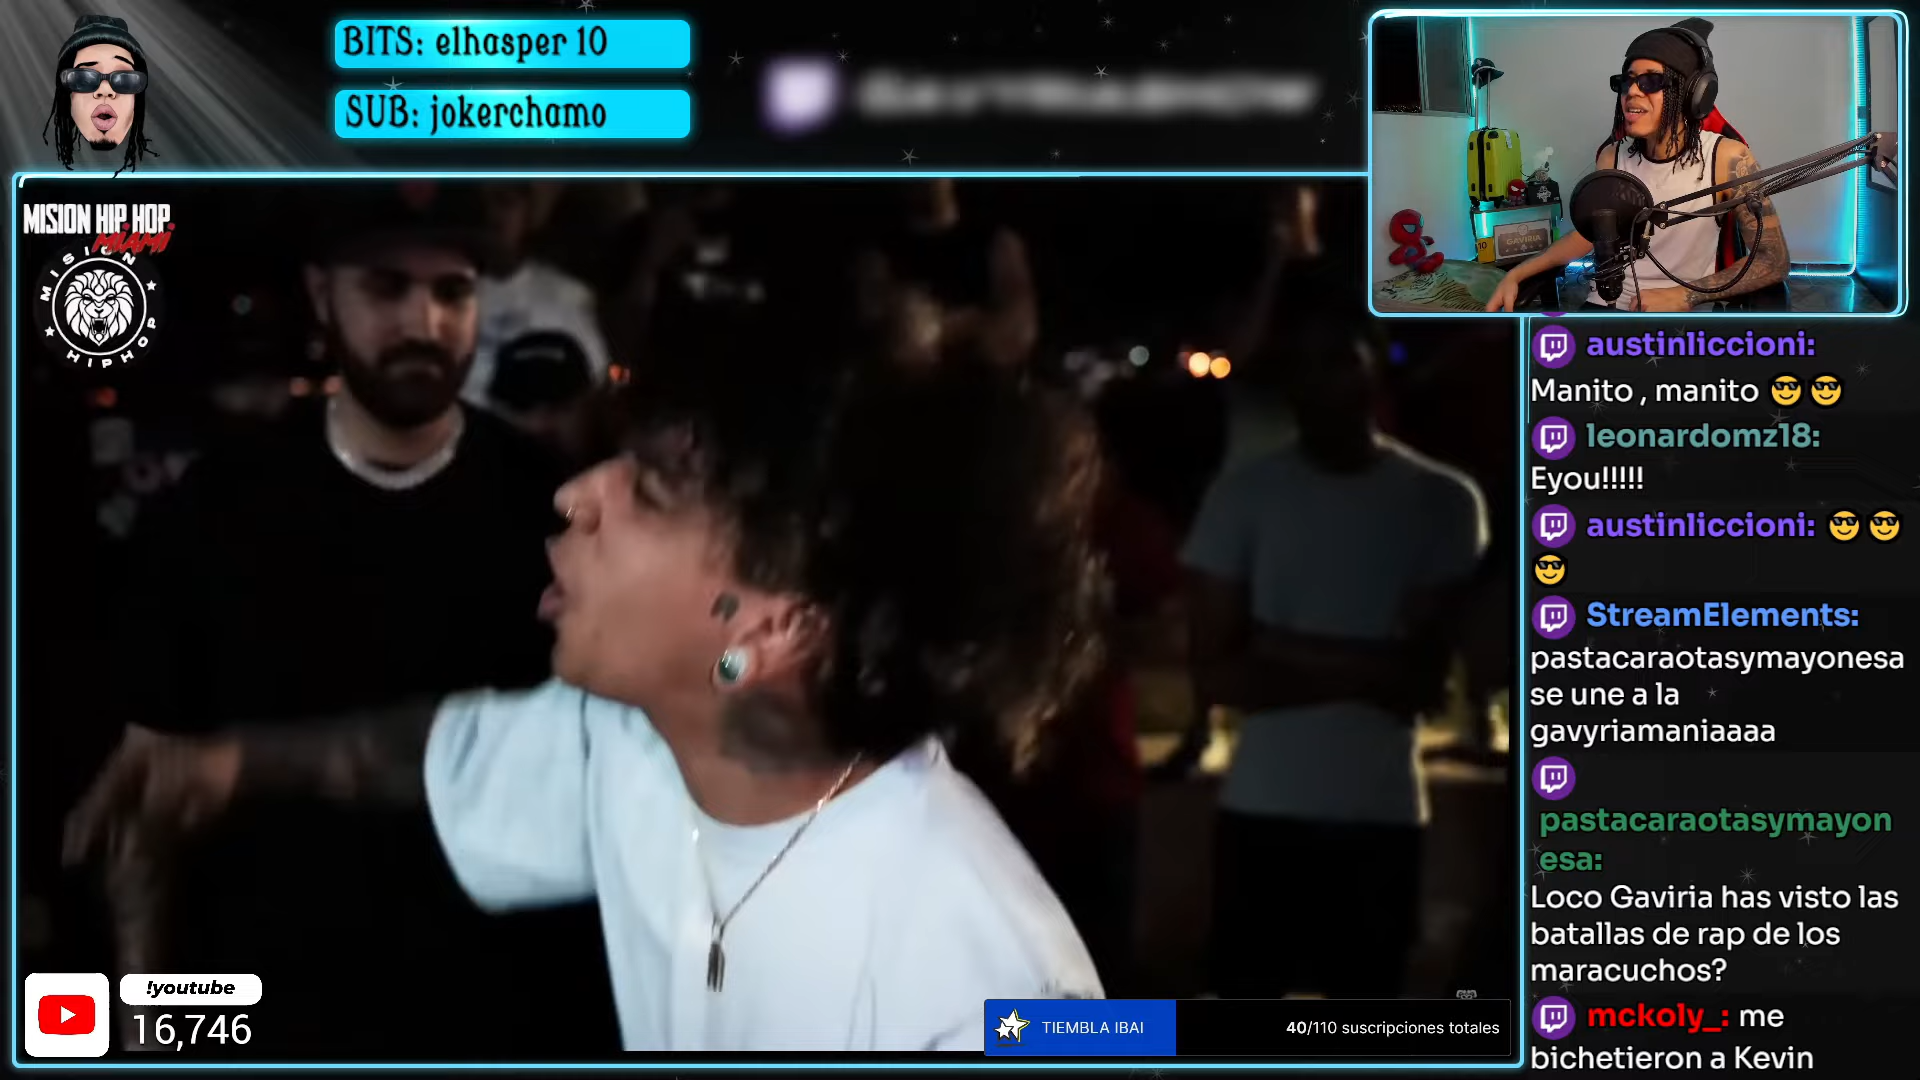 BITS: elhasper 10
SUB: jokerchamo
MISION HIP HOP
MIAMI
MISION
HIPHOP
GAVIRIA
austinliccioni:
Manito , manito 😎😎
leonardomz18:
Eyou!!!!!
austinliccioni: 😎😎
😎
StreamElements:
pastacaraotasymayonesa
se une a la
gavyriamaniaaaa
pastacaraotasymayon
esa:
Loco Gaviria has visto las
batallas de rap de los
maracuchos?
mckoly_: me
bichetieron a Kevin
!youtube
16,746
TIEMBLA IBAI
40/110 suscripciones totales